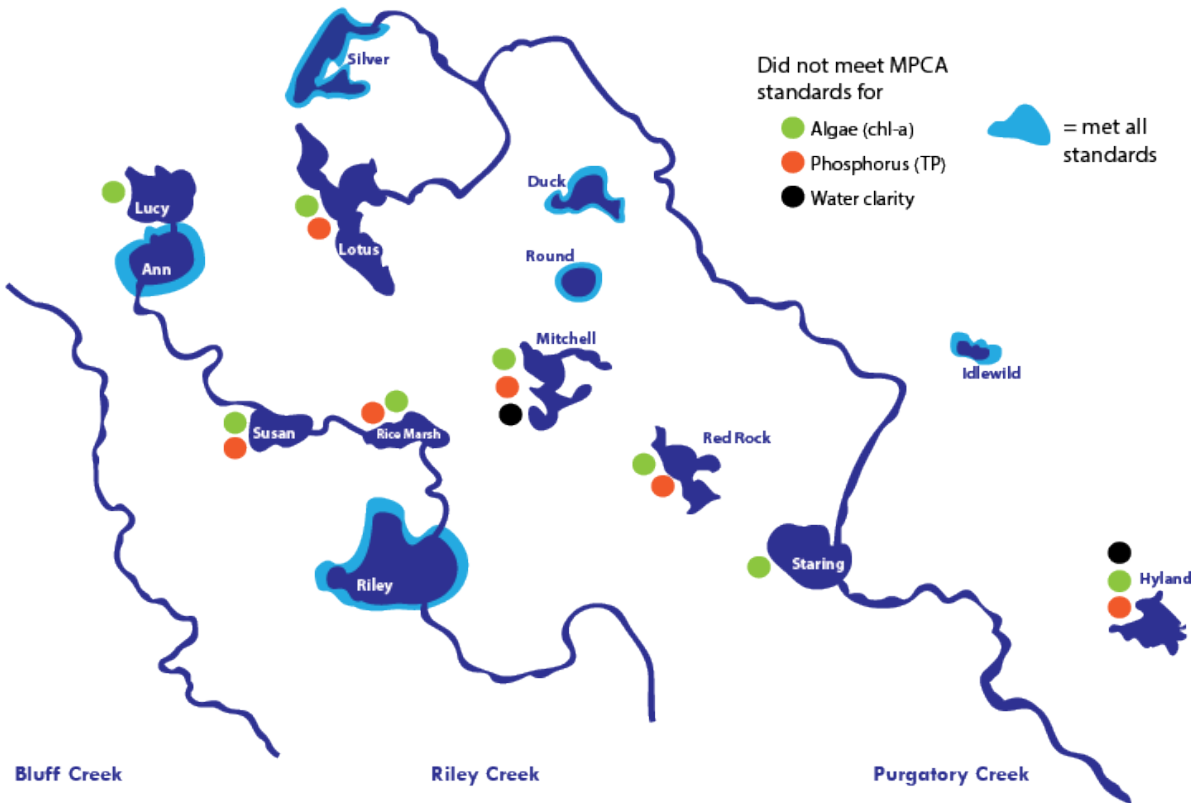 Silver
Did not meet MPCA
standards for
Algae (chl-a)
Phosphorus (TP)
Water clarity
= met all
standards
Lucy
Duck
Lotus
Round
Ann
Mitchell
Idlewild
Susan
Rice Marsh
Red Rock
Staring
Hyland
Riley
Bluff Creek
Riley Creek
Purgatory Creek